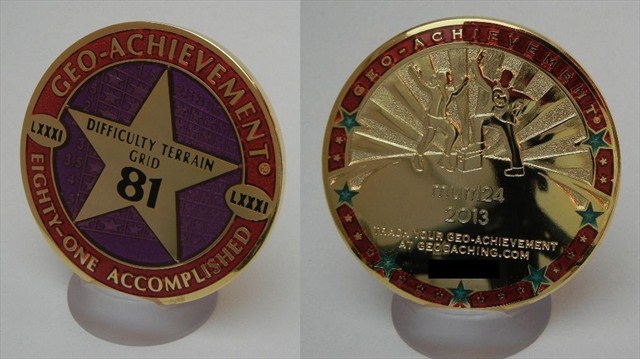 GEO-ACHIEVEMENT®
LXXXI
DIFFICULTY TERRAIN
GRID
81
LXXXI
EIGHTY-ONE ACCOMPLISHED
GEO-ACHIEVEMENT®
2013
TRACK YOUR GEO-ACHIEVEMENT
AT GEOCACHING.COM